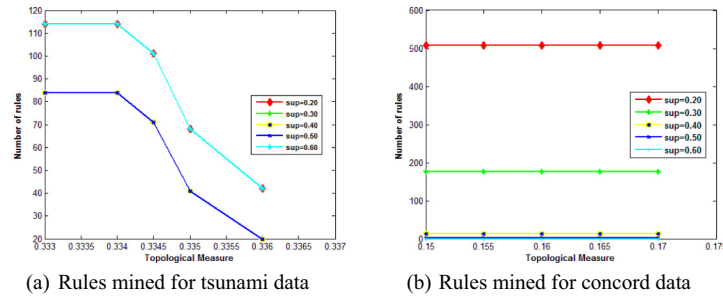 120
110
100
90
80
70
60
50
40
30
20
Number of rules
0.333 0.3335 0.334 0.3345 0.335 0.3355 0.336 0.3365 0.337
Topological Measure
sup=0.20
sup=0.30
sup=0.40
sup=0.50
sup=0.60
(a) Rules mined for tsunami data
600
500
400
300
200
100
0
Number of rules
0.15 0.155 0.16 0.165 0.17 0.175
Topological Measure
sup=0.20
sup=0.30
sup=0.40
sup=0.50
sup=0.60
(b) Rules mined for concord data